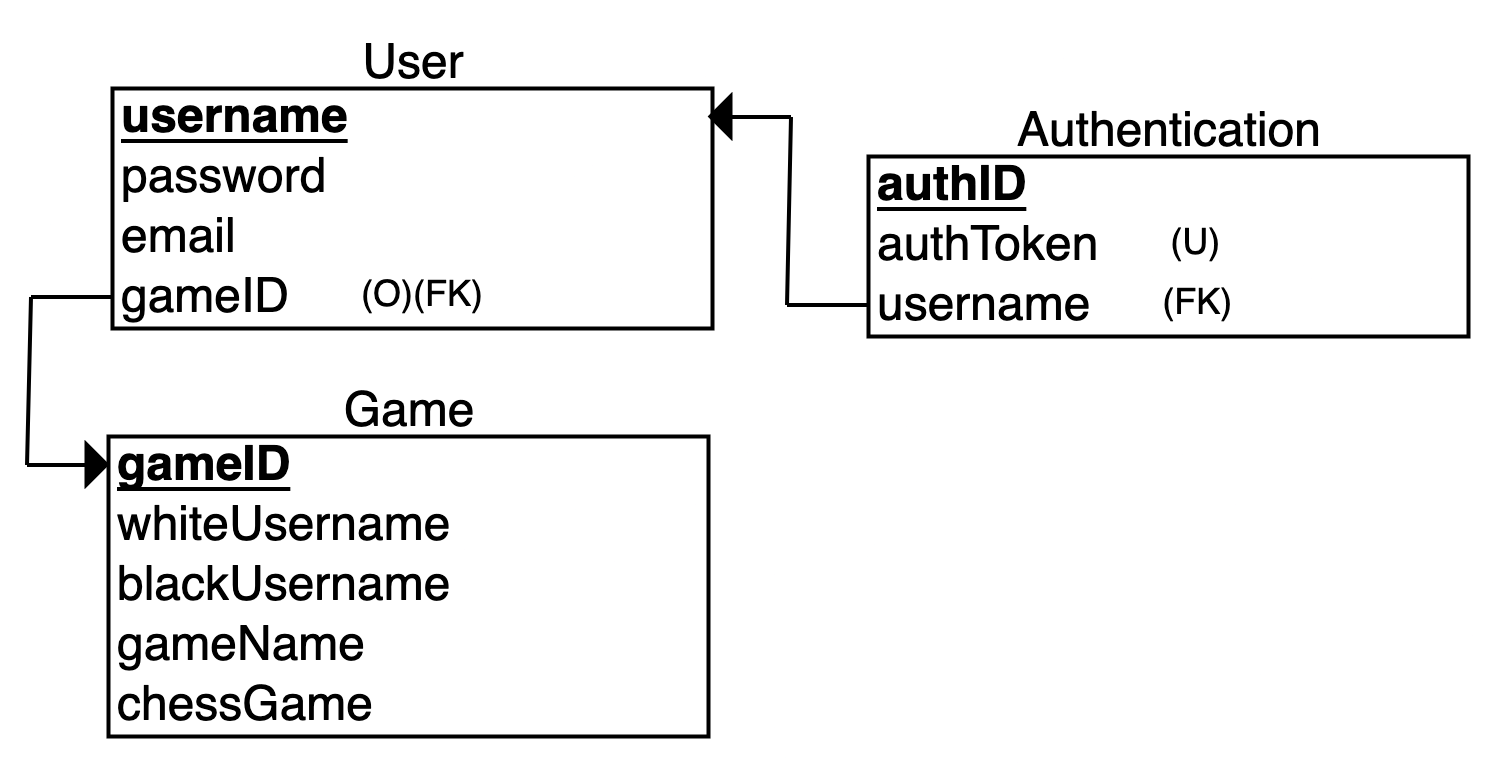 User
username
password
email
gameID (O)(FK)
Authentication
authID
authToken (U)
username (FK)
Game
gameID
whiteUsername
blackUsername
gameName
chessGame